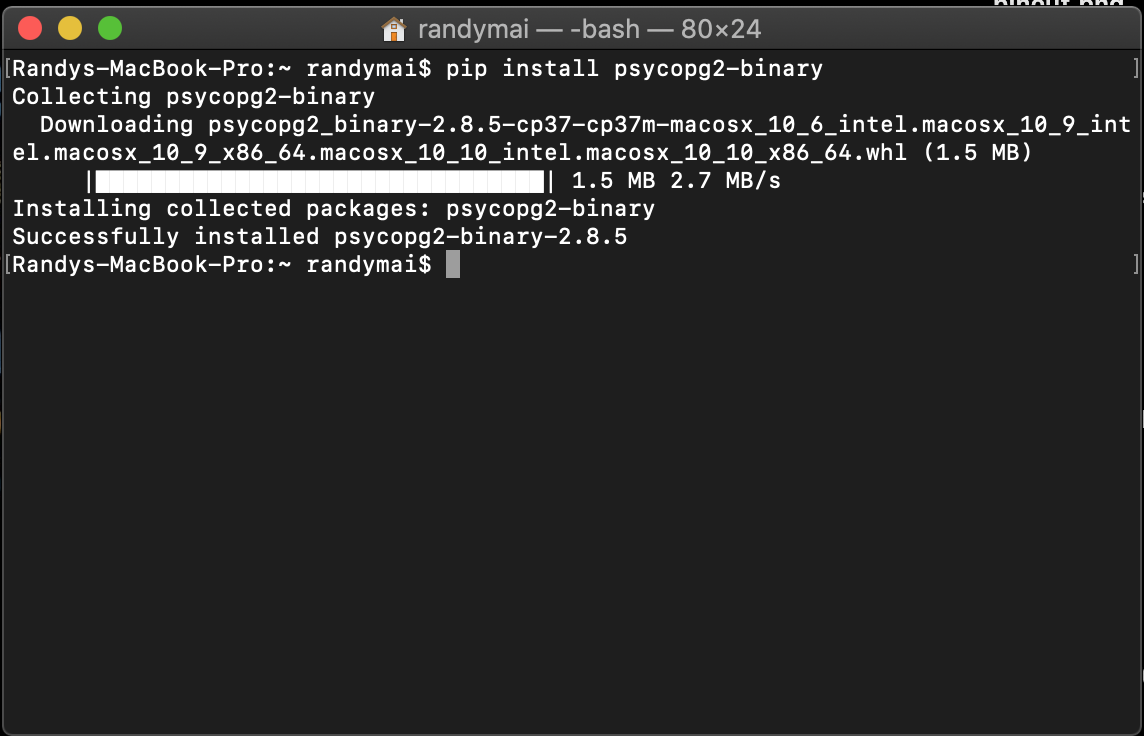 randymai — -bash — 80×24
[Randys-MacBook-Pro:~ randymai$ pip install psycopg2-binary ]
Collecting psycopg2-binary
  Downloading psycopg2_binary-2.8.5-cp37-cp37m-macosx_10_6_intel.macosx_10_9_int
el.macosx_10_9_x86_64.macosx_10_10_intel.macosx_10_10_x86_64.whl (1.5 MB)
     |████████████████████████████████| 1.5 MB 2.7 MB/s
Installing collected packages: psycopg2-binary
Successfully installed psycopg2-binary-2.8.5
[Randys-MacBook-Pro:~ randymai$ ]